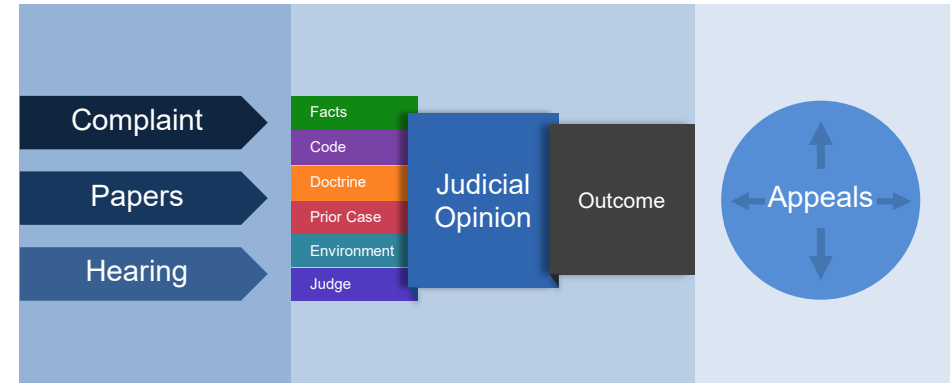 Complaint
Papers
Hearing
Facts
Code
Doctrine
Prior Case
Environment
Judge
Judicial
Opinion
Outcome
Appeals